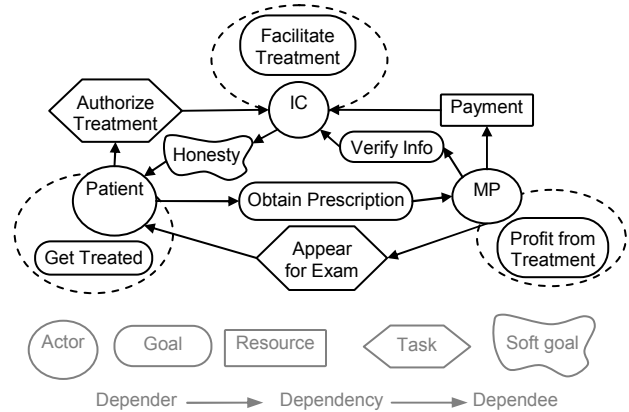 Facilitate
Treatment
Authorize
Treatment
IC
Payment
Honesty
Verify Info
Patient
Obtain Prescription
MP
Get Treated
Appear
for Exam
Profit from
Treatment
Actor
Goal
Resource
Task
Soft goal
Depender
Dependency
Dependee